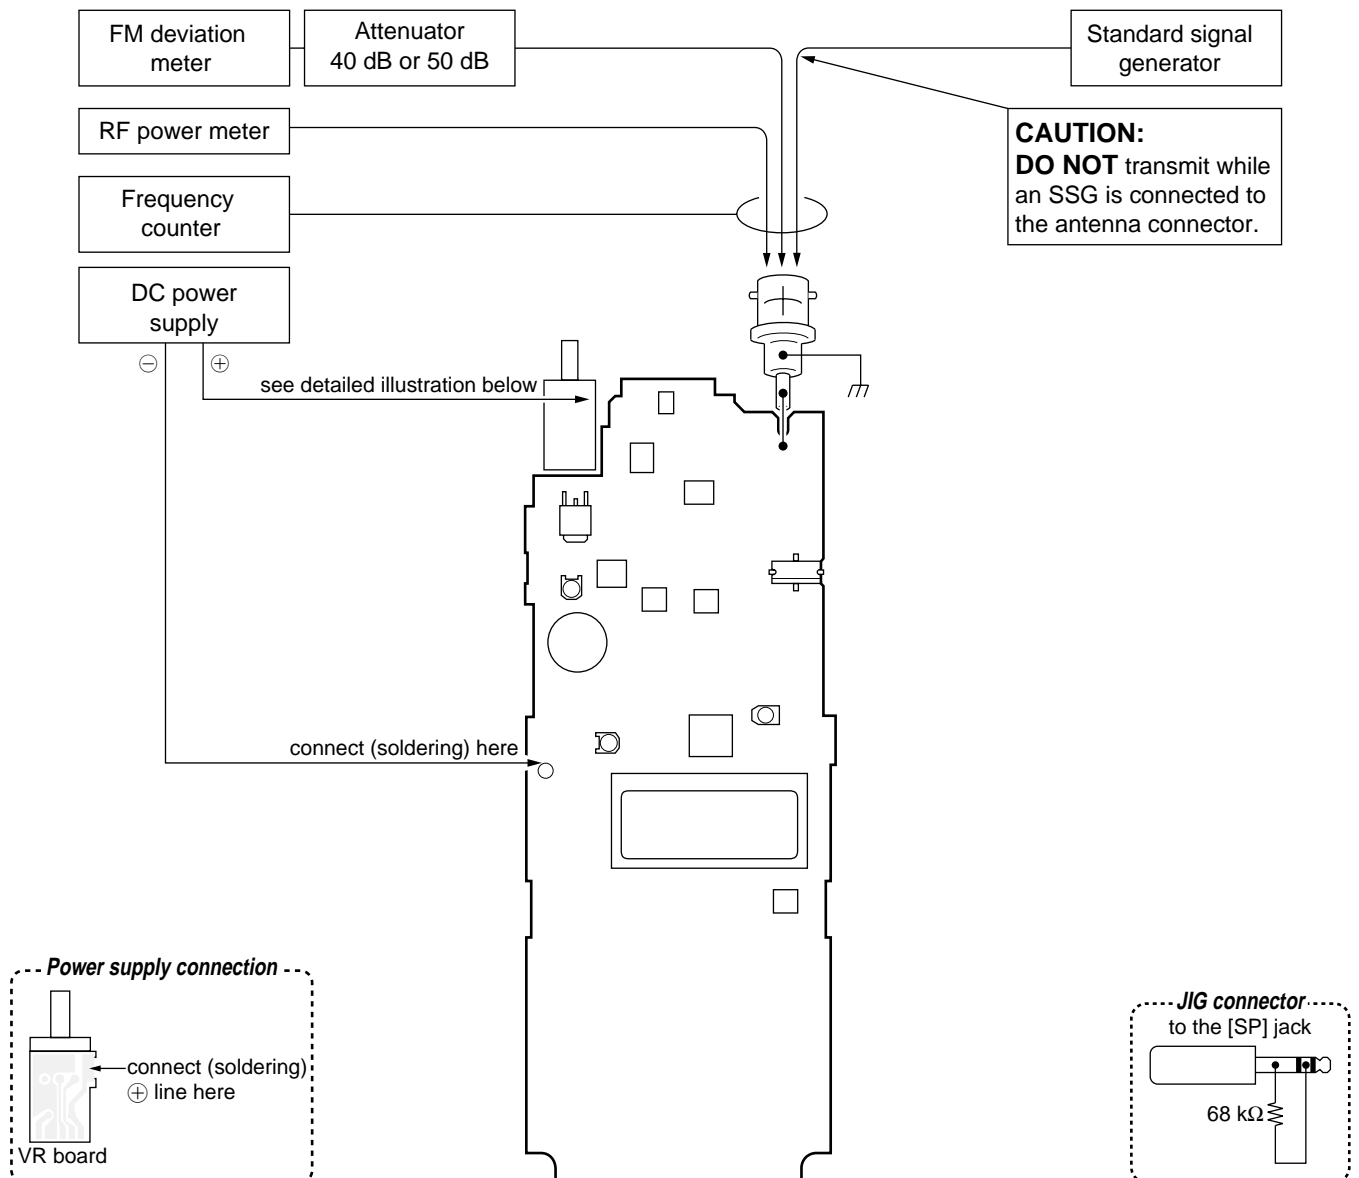 FM deviation
meter
Attenuator
40 dB or 50 dB
Standard signal
generator
RF power meter
CAUTION:
DO NOT transmit while
an SSG is connected to
the antenna connector.
Frequency
counter
DC power
supply
⊖
⊕
see detailed illustration below
connect (soldering) here
Power supply connection
connect (soldering)
⊕ line here
VR board
JIG connector
to the [SP] jack
68 kΩ